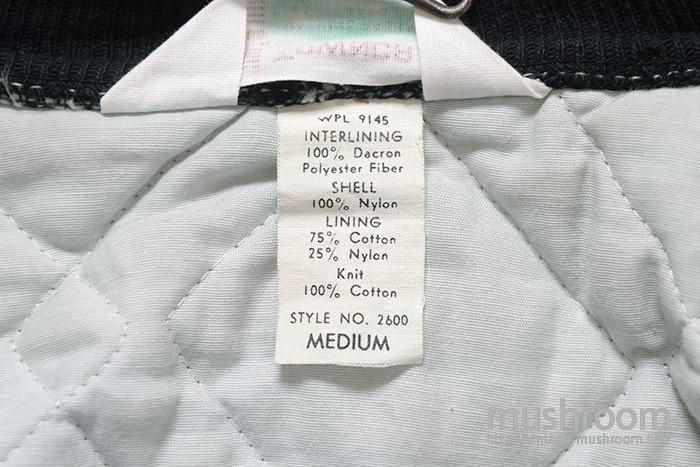 WPL 9145
INTERLINING
100% Dacron
Polyester Fiber
SHELL
100% Nylon
LINING
75% Cotton
25% Nylon
Knit
100% Cotton
STYLE NO. 2600
MEDIUM
mushroom